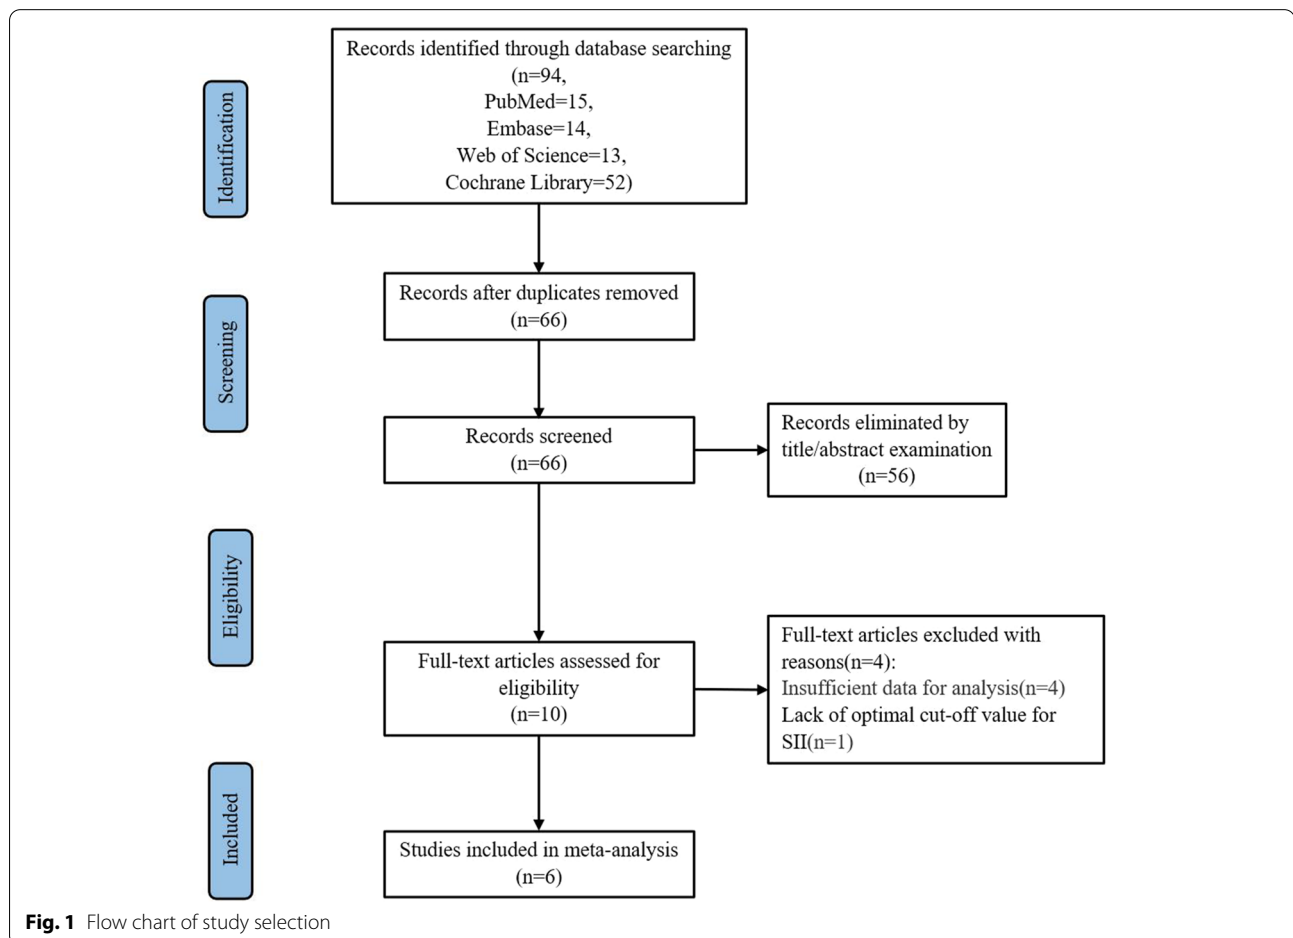 Records identified through database searching
(n=94,
PubMed=15,
Embase=14,
Web of Science=13,
Cochrane Library=52)
Identification
Records after duplicates removed
(n=66)
Screening
Records screened
(n=66)
Records eliminated by
title/abstract examination
(n=56)
Eligibility
Full-text articles assessed for
eligibility
(n=10)
Full-text articles excluded with
reasons(n=4):
Insufficient data for analysis(n=4)
Lack of optimal cut-off value for
SII(n=1)
Included
Studies included in meta-analysis
(n=6)
Fig. 1 Flow chart of study selection